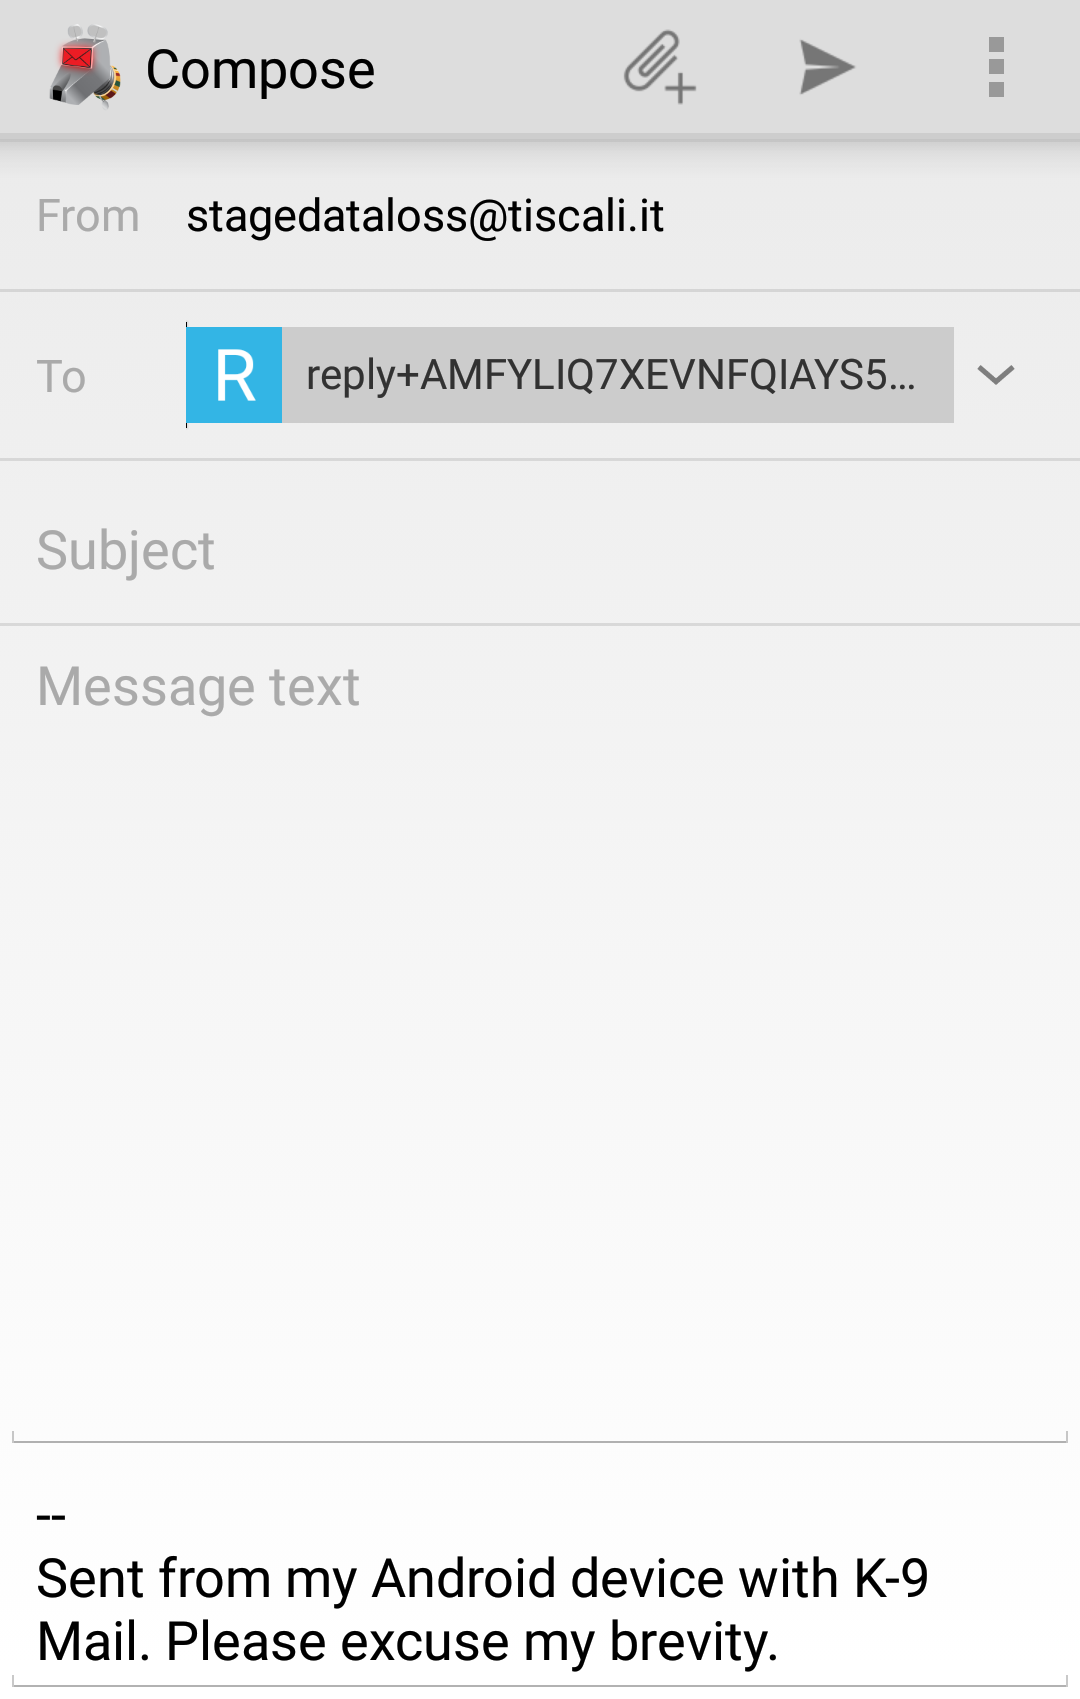 Compose
From stagedataloss@tiscali.it
To R reply+AMFYLIQ7XEVNFQIAYS5...
Subject
Message text
--
Sent from my Android device with K-9
Mail. Please excuse my brevity.